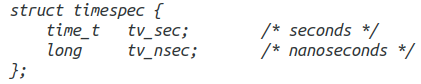 struct timespec {
    time_t   tv_sec;        /* seconds */
    long     tv_nsec;       /* nanoseconds */
};